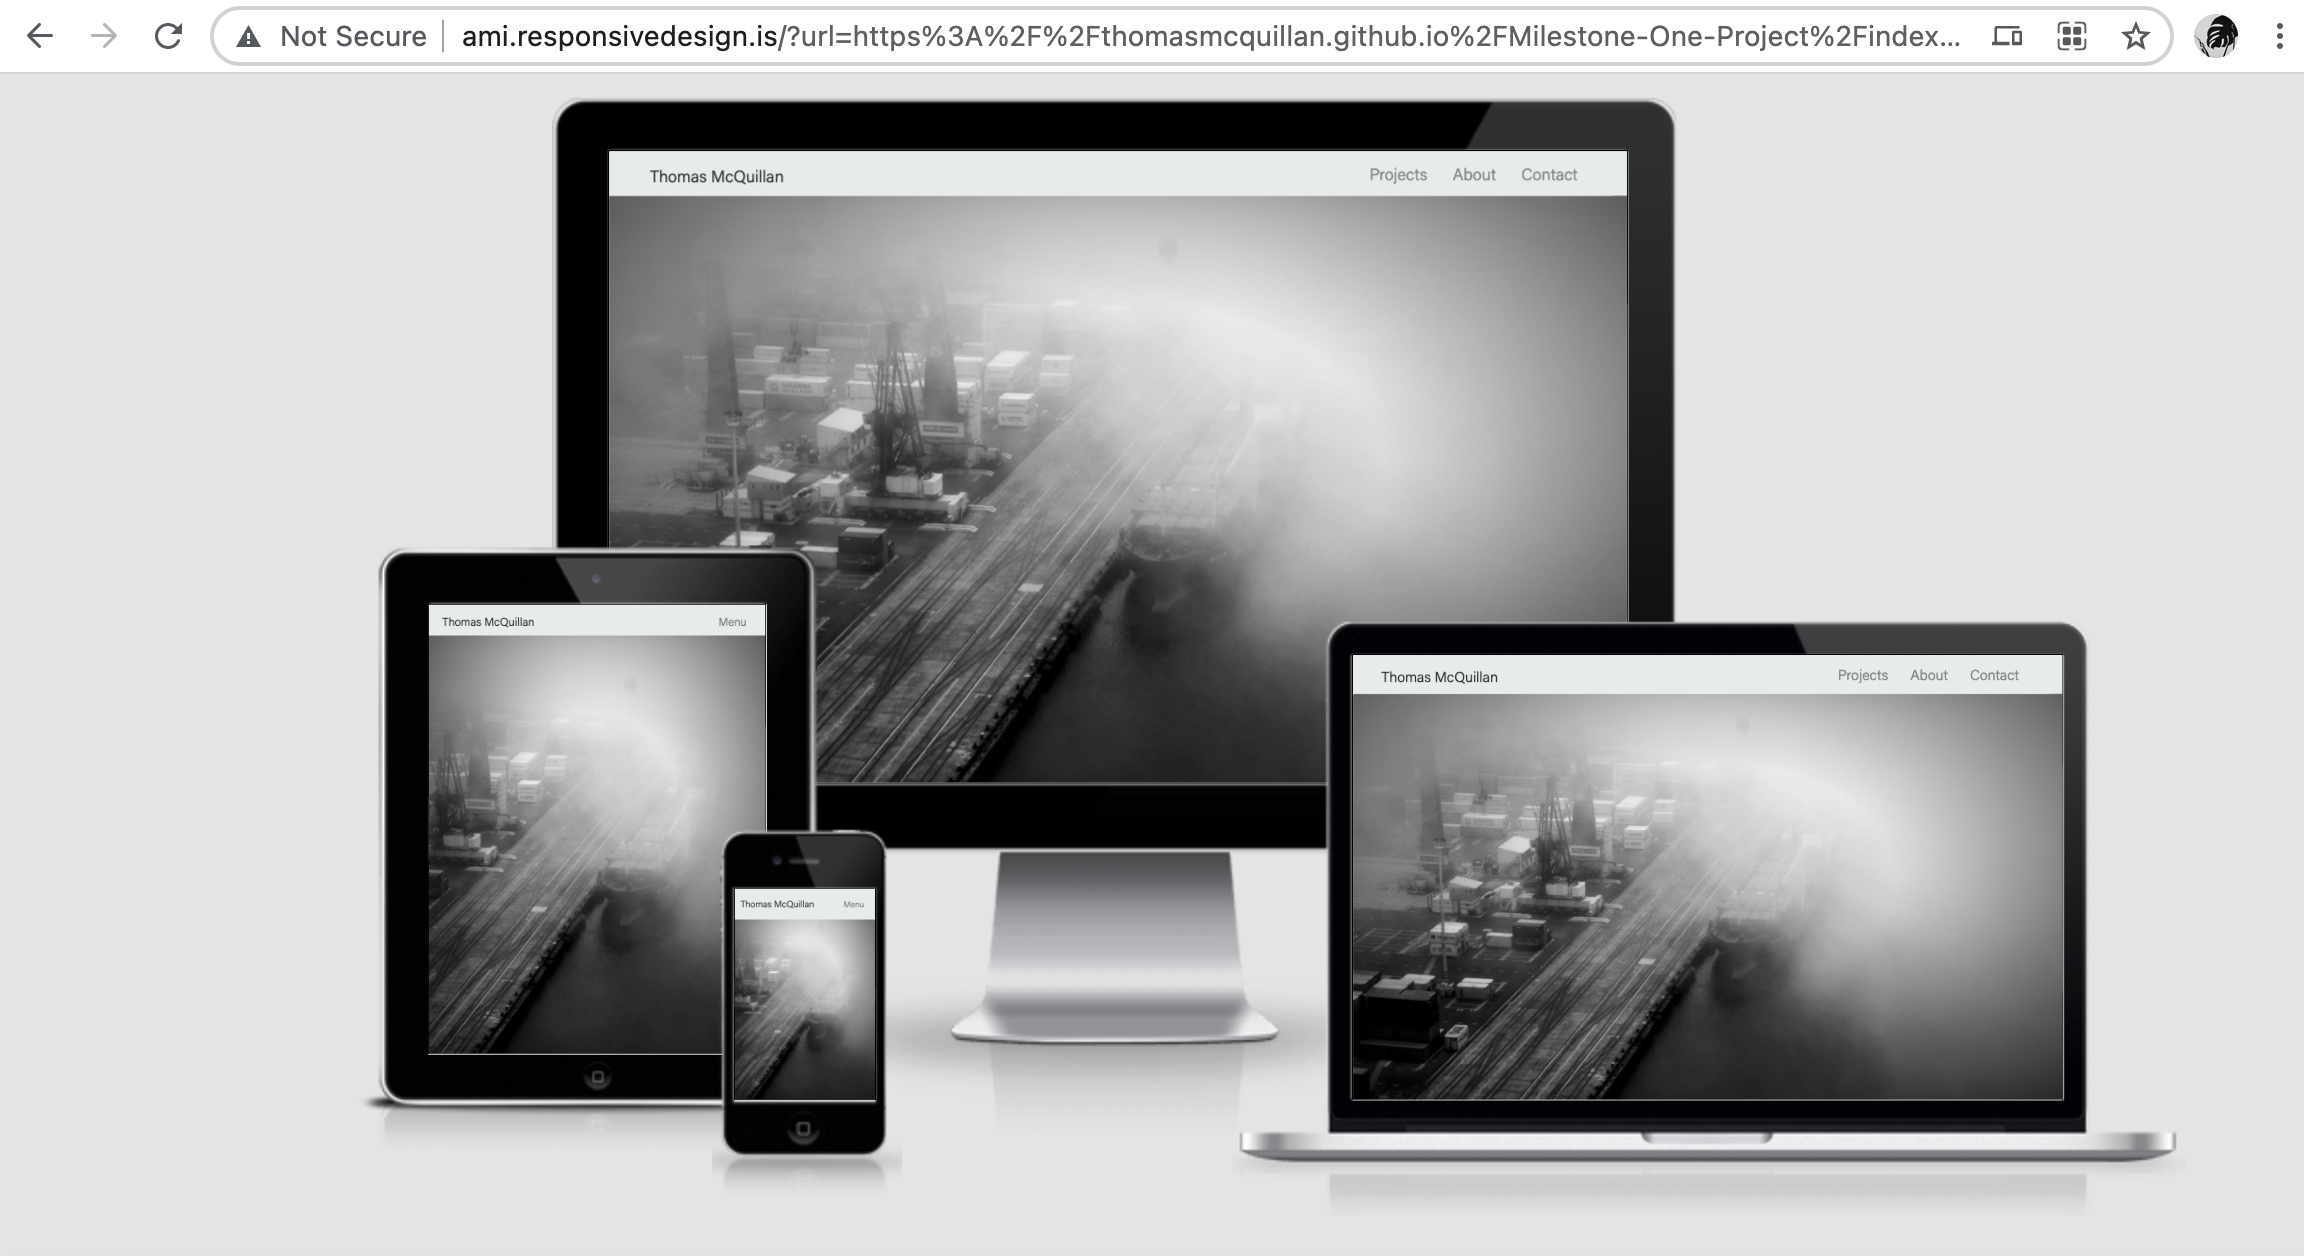 Not Secure ami.responsivedesign.is/?url=https%3A%2F%2Fthomasmcquillan.github.io%2FMilestone-One-Project%2Findex...
Thomas McQuillan Projects About Contact
Thomas McQuillan Menu
Thomas McQuillan Projects About Contact
Thomas McQuillan Menu